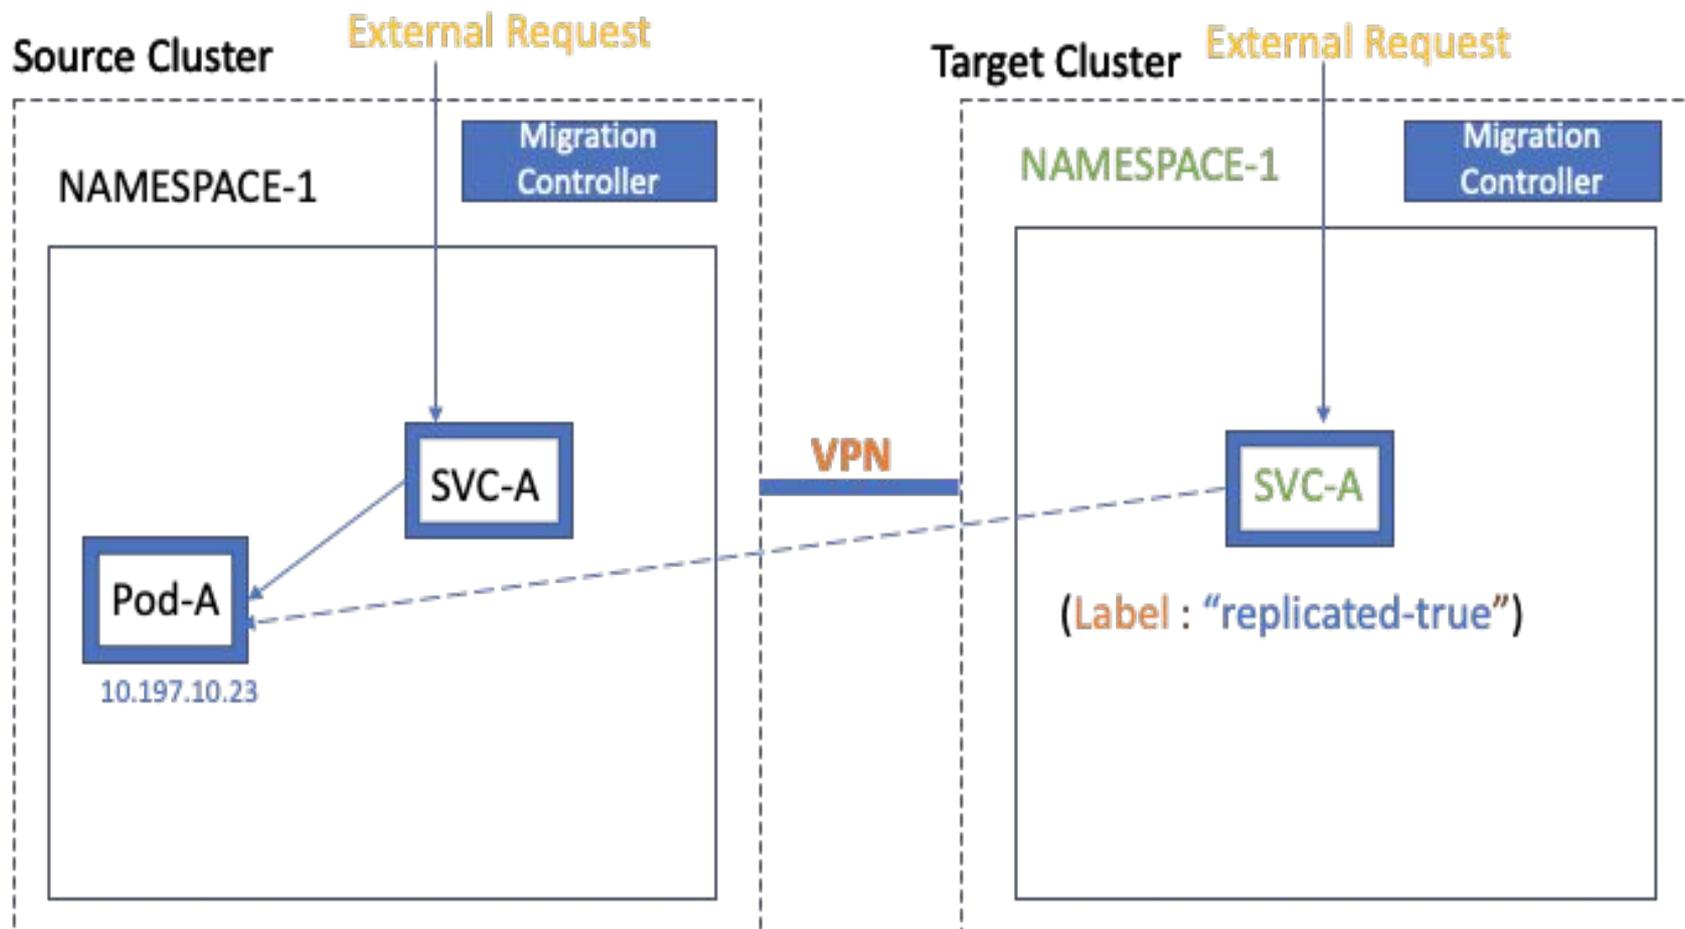 Source Cluster
External Request
Migration
Controller
NAMESPACE-1
SVC-A
Pod-A
10.197.10.23
VPN
Target Cluster
External Request
Migration
Controller
NAMESPACE-1
SVC-A
(Label : “replicated-true”)